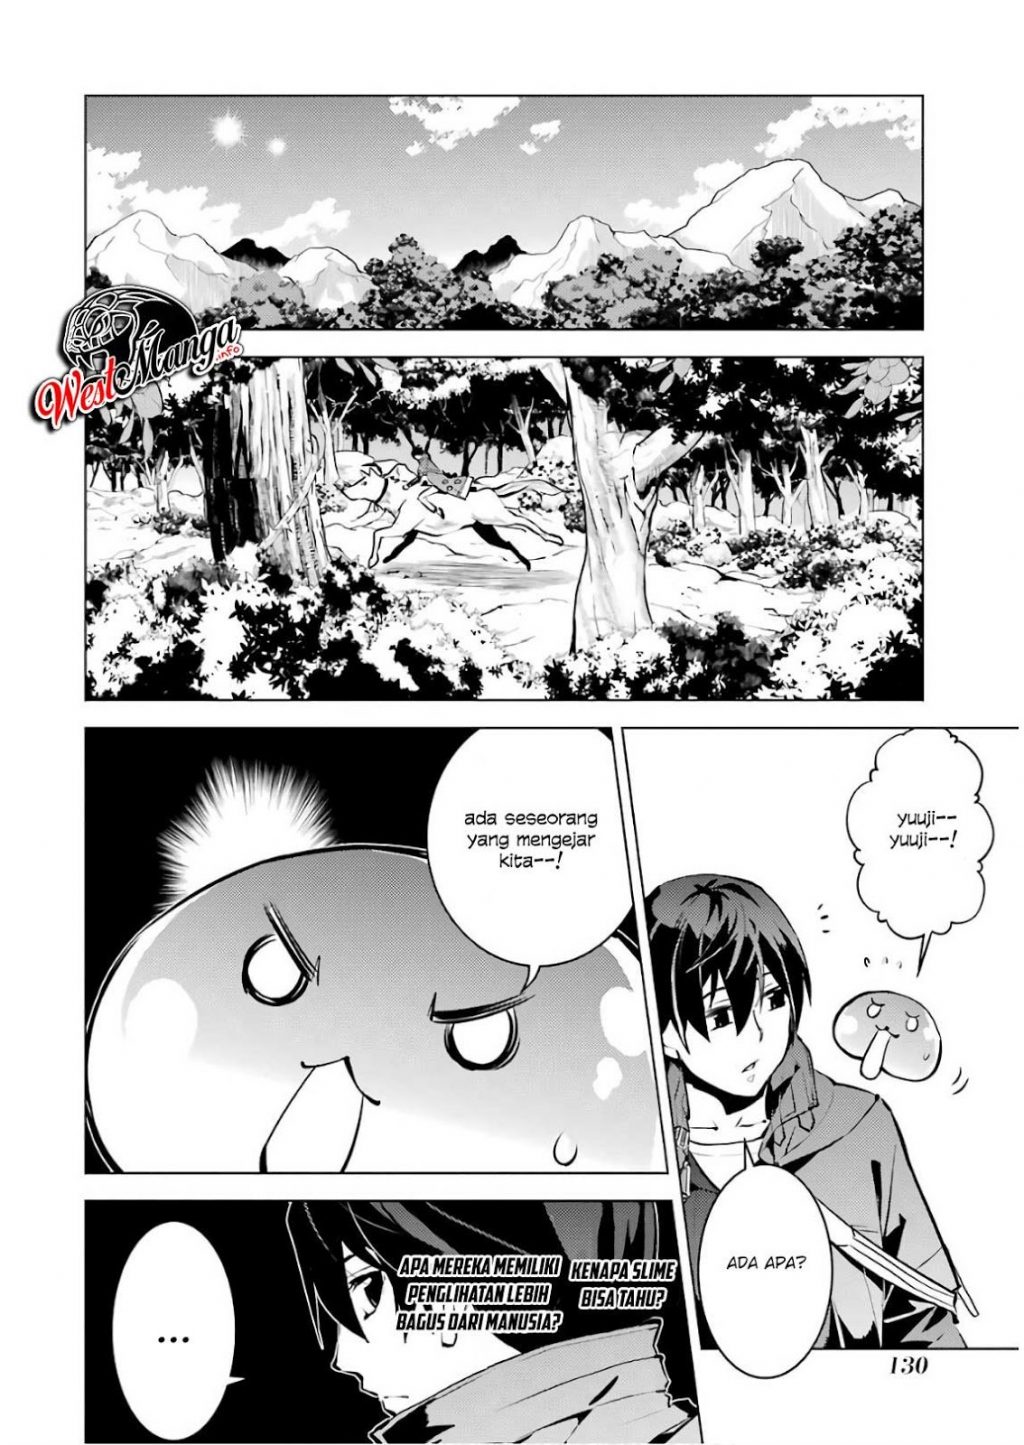 WestManga
.info
yuuji--
yuuji--!
ADA APA?
ada seseorang
yang mengejar
kita--!
KENAPA SLIME
BISA TAHU?
APA MEREKA MEMILIKI
PENGLIHATAN LEBIH
BAGUS DARI MANUSIA?
...
130